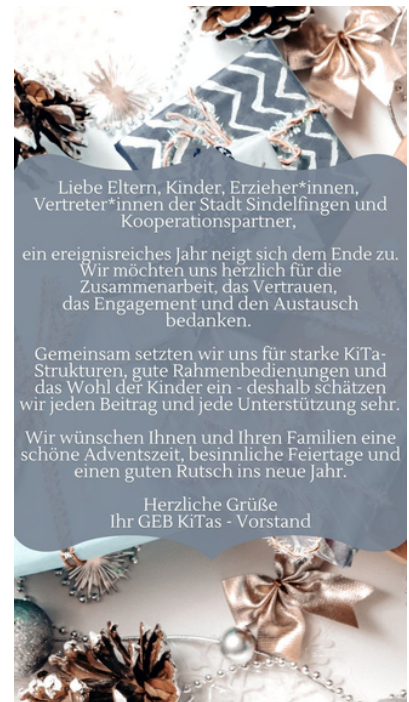 Liebe Eltern, Kinder, Erzieher*innen,
Vertreter*innen der Stadt Sindelfingen und
Kooperationspartner,
ein ereignisreiches Jahr neigt sich dem Ende zu.
Wir möchten uns herzlich für die
Zusammenarbeit, das Vertrauen,
das Engagement und den Austausch
bedanken.
Gemeinsam setzten wir uns für starke KiTa-
Strukturen, gute Rahmenbedienungen und
das Wohl der Kinder ein - deshalb schätzen
wir jeden Beitrag und jede Unterstützung sehr.
Wir wünschen Ihnen und Ihren Familien eine
schöne Adventszeit, besinnliche Feiertage und
einen guten Rutsch ins neue Jahr.
Herzliche Grüße
Ihr GEB KiTas - Vorstand